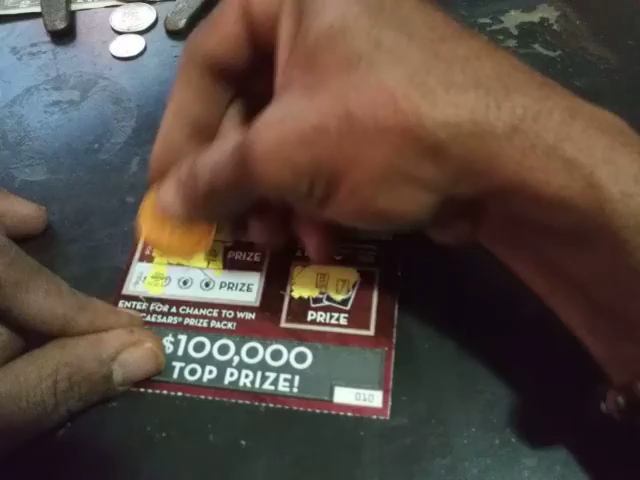 PRIZE
PRIZE
ENTER FOR A CHANCE TO WIN
CAESARS® PRIZE PACK!
PRIZE
$100,000
TOP PRIZE!
010